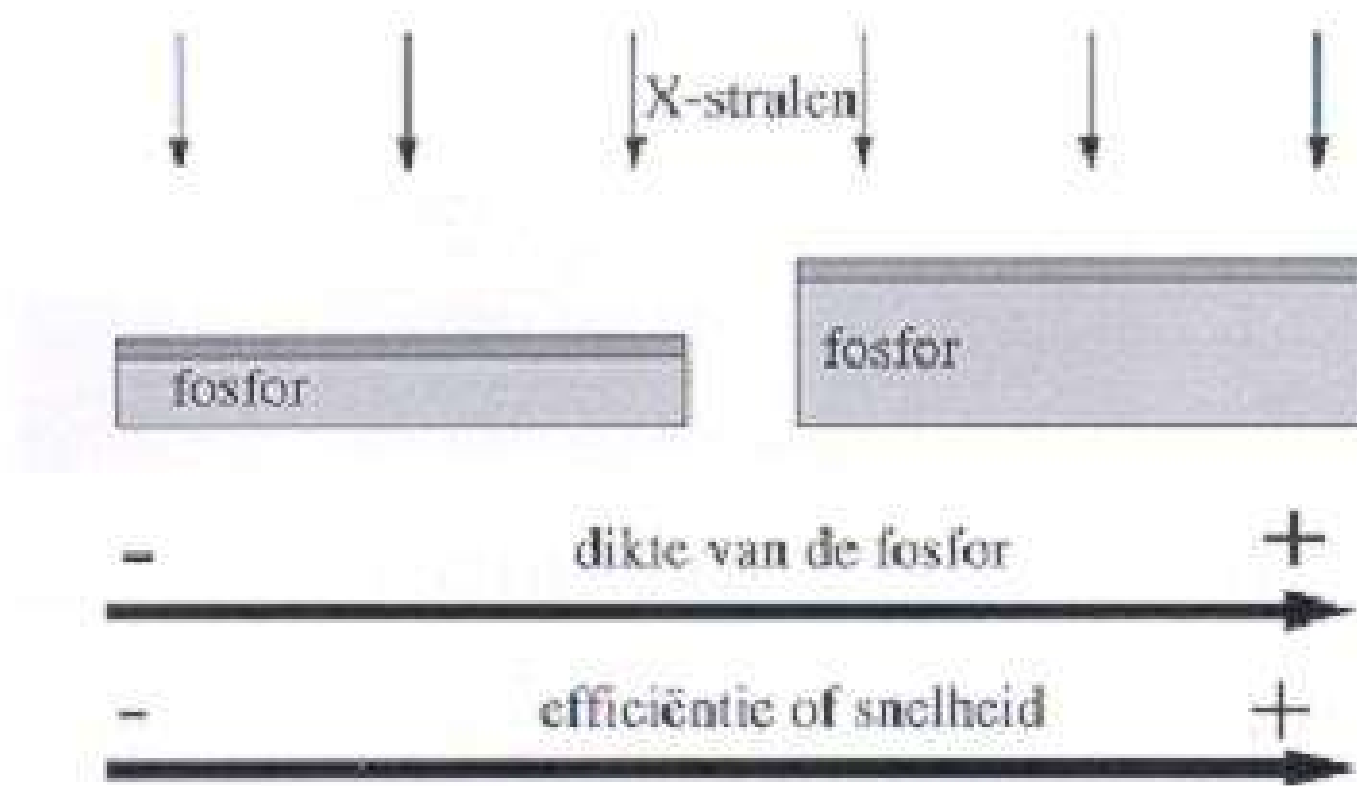 X-stralen
fosfor
fosfor
- dikte van de fosfor +
- efficiëntie of snelheid +